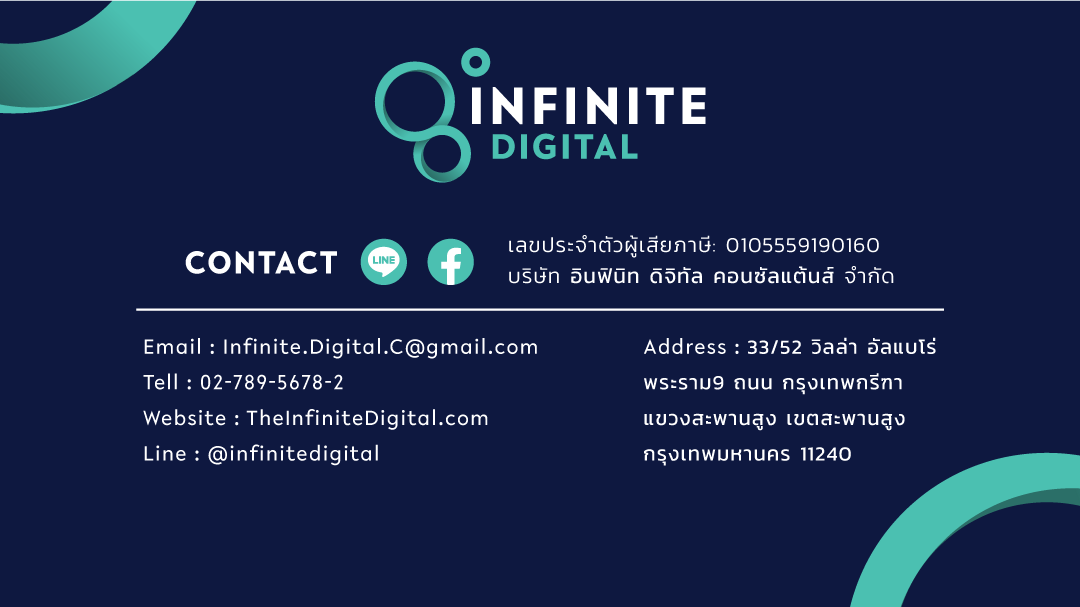 INFINITE
DIGITAL
CONTACT
LINE
เลขประจำตัวผู้เสียภาษี: 0105559190160
บริษัท อินฟินิท ดิจิทัล คอนซัลแต้นส์ จำกัด
Email : Infinite.Digital.C@gmail.com
Tell : 02-789-5678-2
Website : TheInfiniteDigital.com
Line : @infinitedigital
Address : 33/52 วิลล่า อัลแบโร่
พระราม9 ถนน กรุงเทพกรีฑา
แขวงสะพานสูง เขตสะพานสูง
กรุงเทพมหานคร 11240